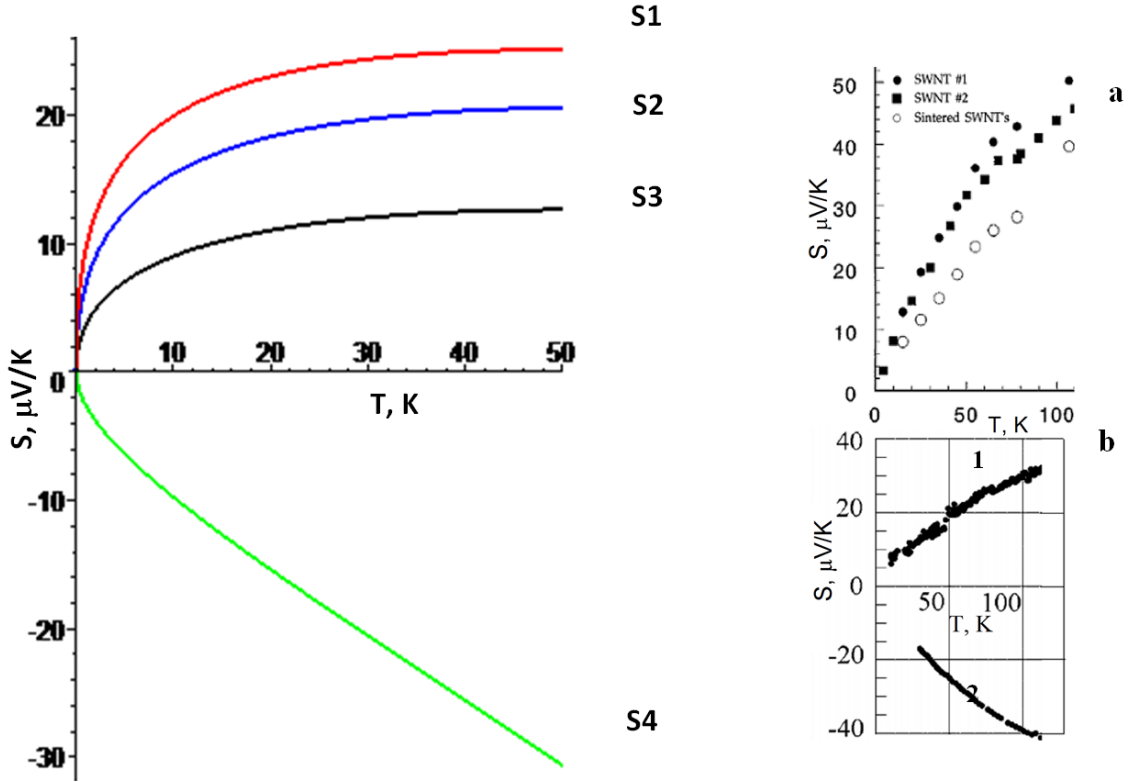 S1
S2
S3
S4
20
10
0
-10
-20
-30
10 20 30 40 50
S, μV/K
T, K
a
SWNT #1
SWNT #2
Sintered SWNT's
50
40
30
20
10
0
0 50 100
S, μV/K
T, K
b
40
20
0
-20
-40
1
50 100
T, K
2
S, μV/K